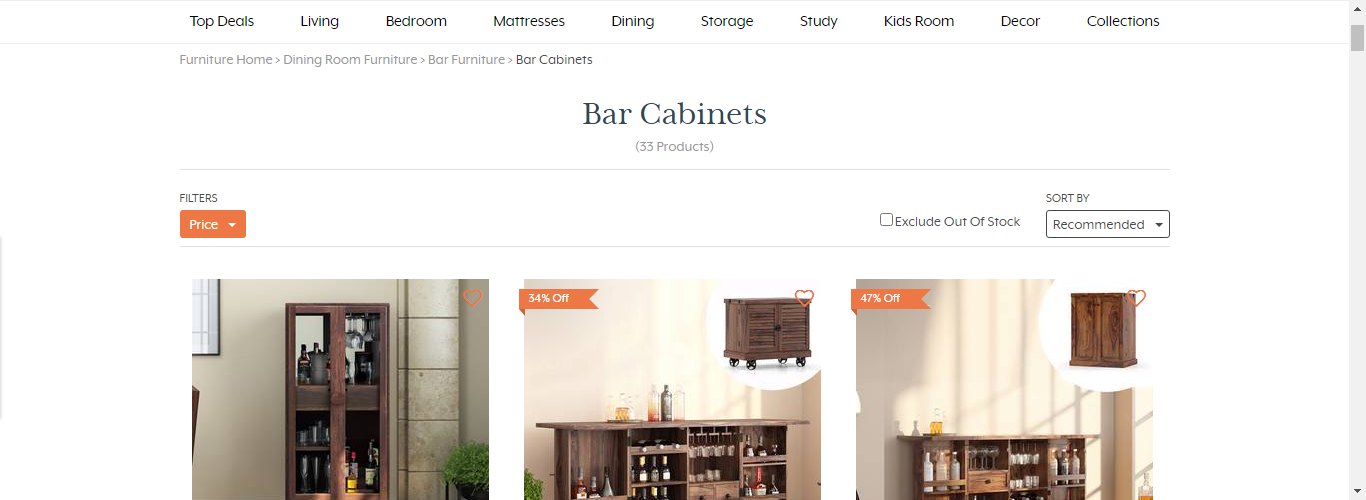 Top Deals Living Bedroom Mattresses Dining Storage Study Kids Room Decor Collections
Furniture Home > Dining Room Furniture > Bar Furniture > Bar Cabinets
Bar Cabinets
(33 Products)
FILTERS
Price
Exclude Out Of Stock
SORT BY
Recommended
34% Off
47% Off